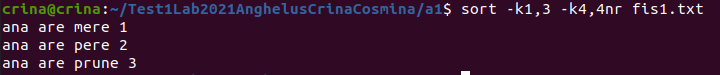 crina@crina:~/Test1Lab2021AnghelusCrinaCosmina/a1$ sort -k1,3 -k4,4nr fis1.txt
ana are mere 1
ana are pere 2
ana are prune 3